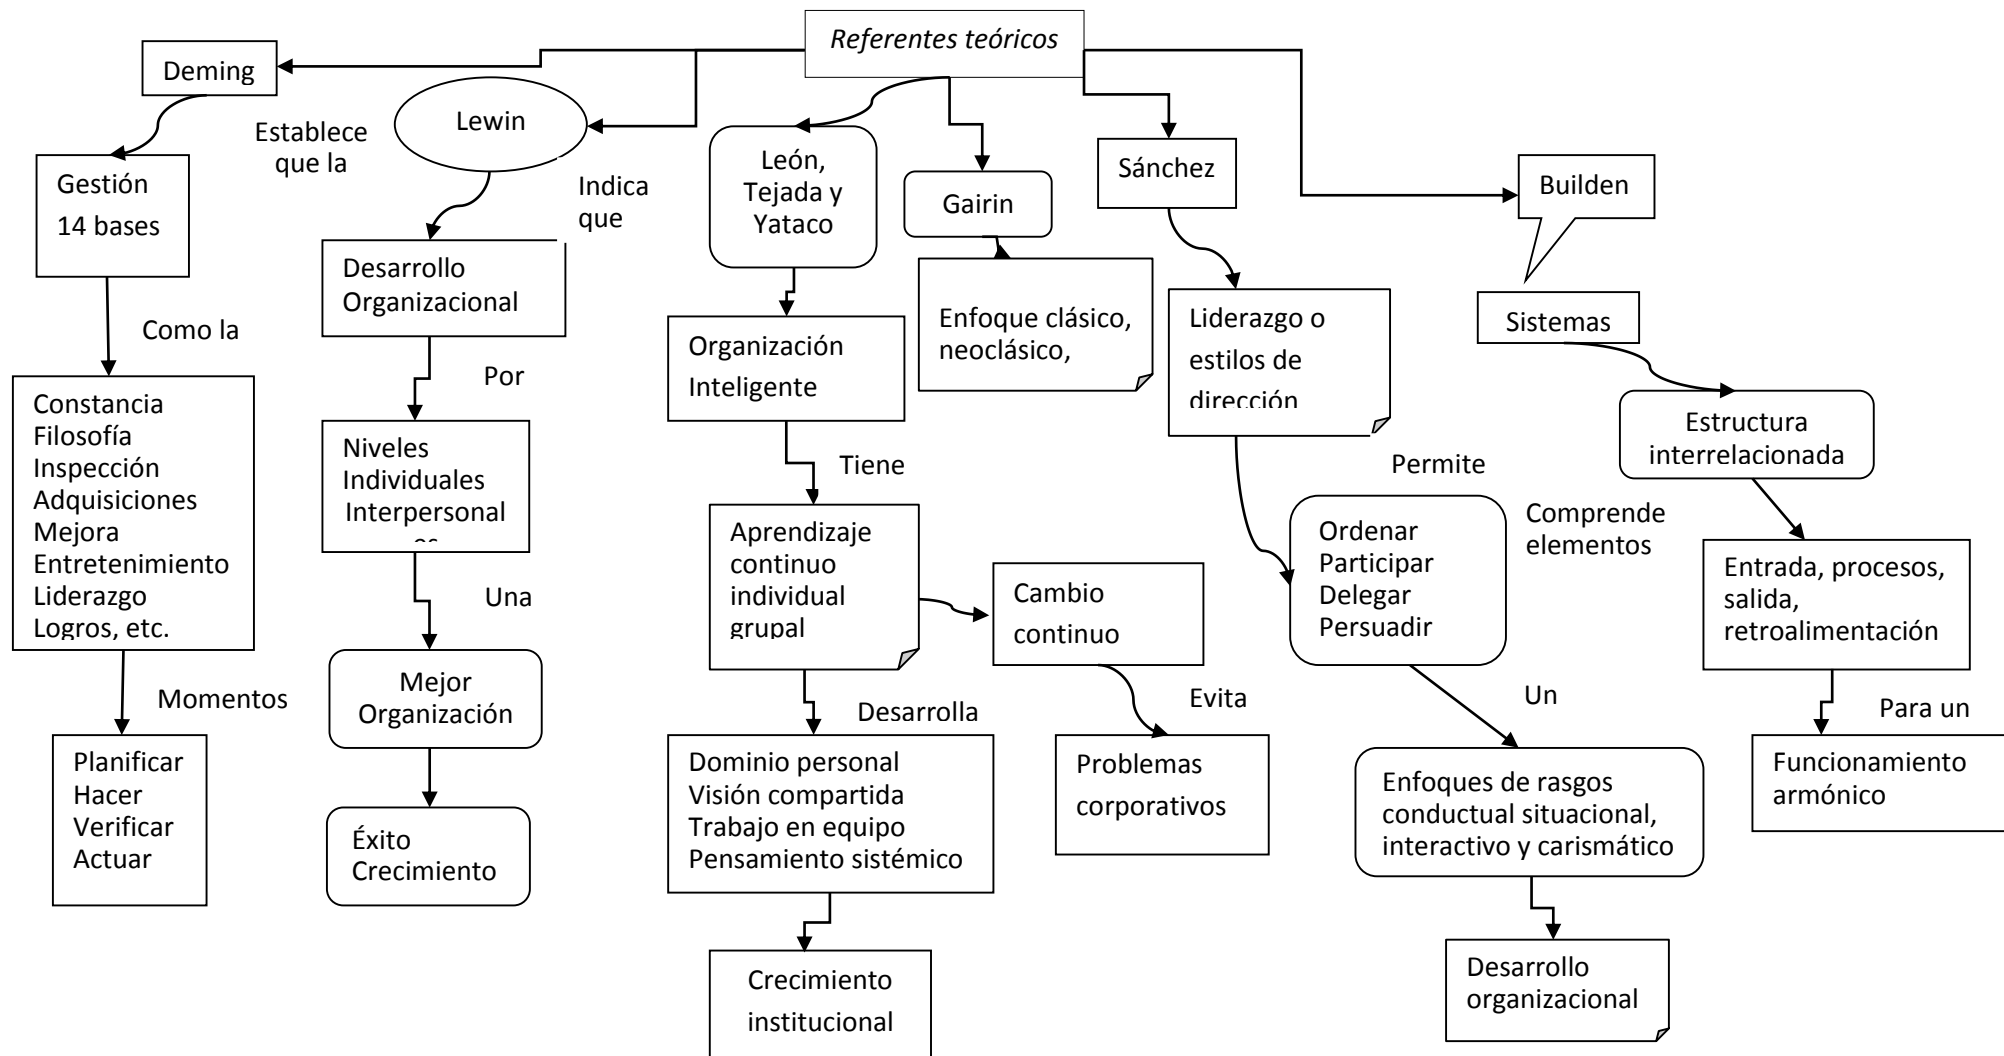 Referentes teóricos
Deming
Establece
que la
Gestión
14 bases
Como la
Constancia
Filosofía
Inspección
Adquisiciones
Mejora
Entretenimiento
Liderazgo
Logros, etc.
Momentos
Planificar
Hacer
Verificar
Actuar
Lewin
Indica
que
Desarrollo
Organizacional
Por
Niveles
Individuales
Interpersonal
es
Una
Mejor
Organización
Éxito
Crecimiento
León,
Tejada y
Yataco
Organización
Inteligente
Tiene
Aprendizaje
continuo
individual
grupal
Desarrolla
Dominio personal
Visión compartida
Trabajo en equipo
Pensamiento sistémico
Crecimiento
institucional
Cambio
continuo
Evita
Problemas
corporativos
Gairin
Enfoque clásico,
neoclásico,
Sánchez
Liderazgo o
estilos de
dirección
Permite
Ordenar
Participar
Delegar
Persuadir
Un
Enfoques de rasgos
conductual situacional,
interactivo y carismático
Desarrollo
organizacional
Builden
Sistemas
Estructura
interrelacionada
Comprende
elementos
Entrada, procesos,
salida,
retroalimentación
Para un
Funcionamiento
armónico